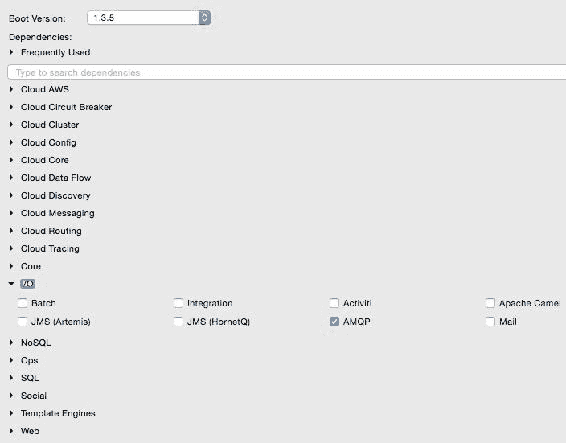 Boot Version: 1.3.5
Dependencies:
Frequently Used
Type to search dependencies
Cloud AWS
Cloud Circuit Breaker
Cloud Cluster
Cloud Config
Cloud Core
Cloud Data Flow
Cloud Discovery
Cloud Messaging
Cloud Routing
Cloud Tracing
Core
I/O
Batch Integration Activiti Apache Camel
JMS (Artemis) JMS (HornetQ) AMQP Mail
NoSQL
Ops
SQL
Social
Template Engines
Web